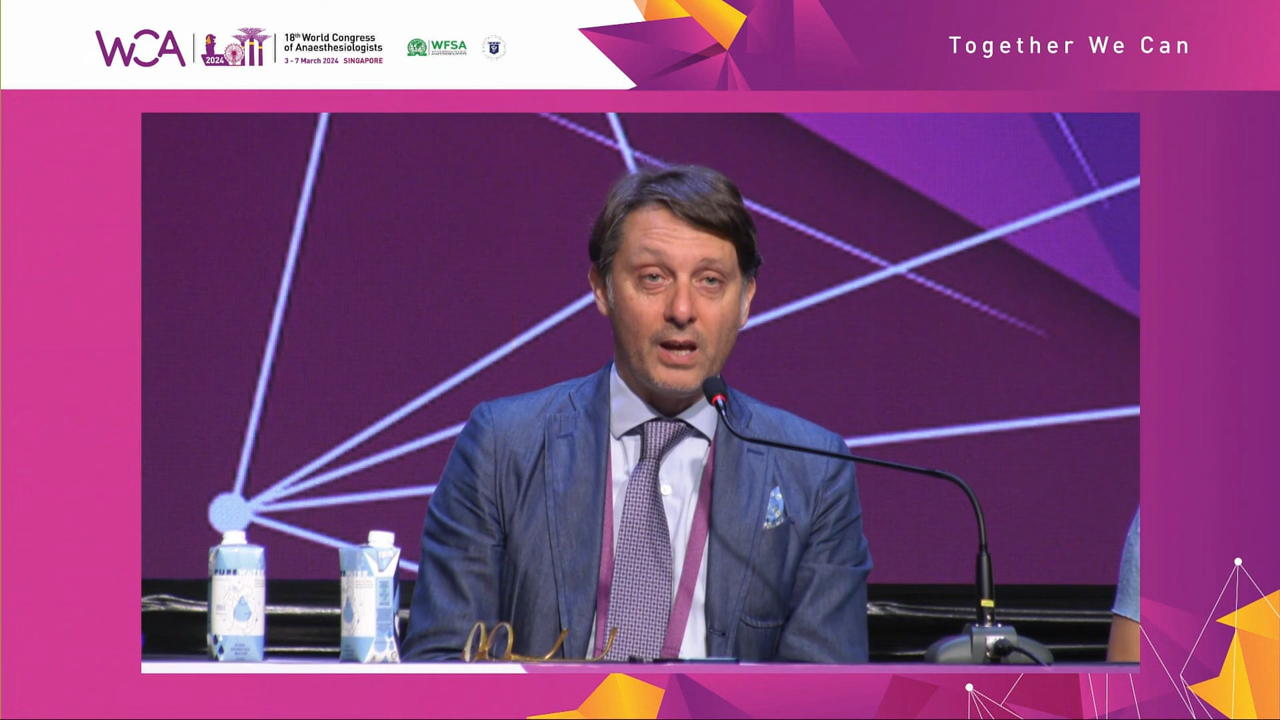 WCA
2024
18th World Congress
of Anaesthesiologists
3 - 7 March 2024 SINGAPORE
WFSA
Together We Can
PURE